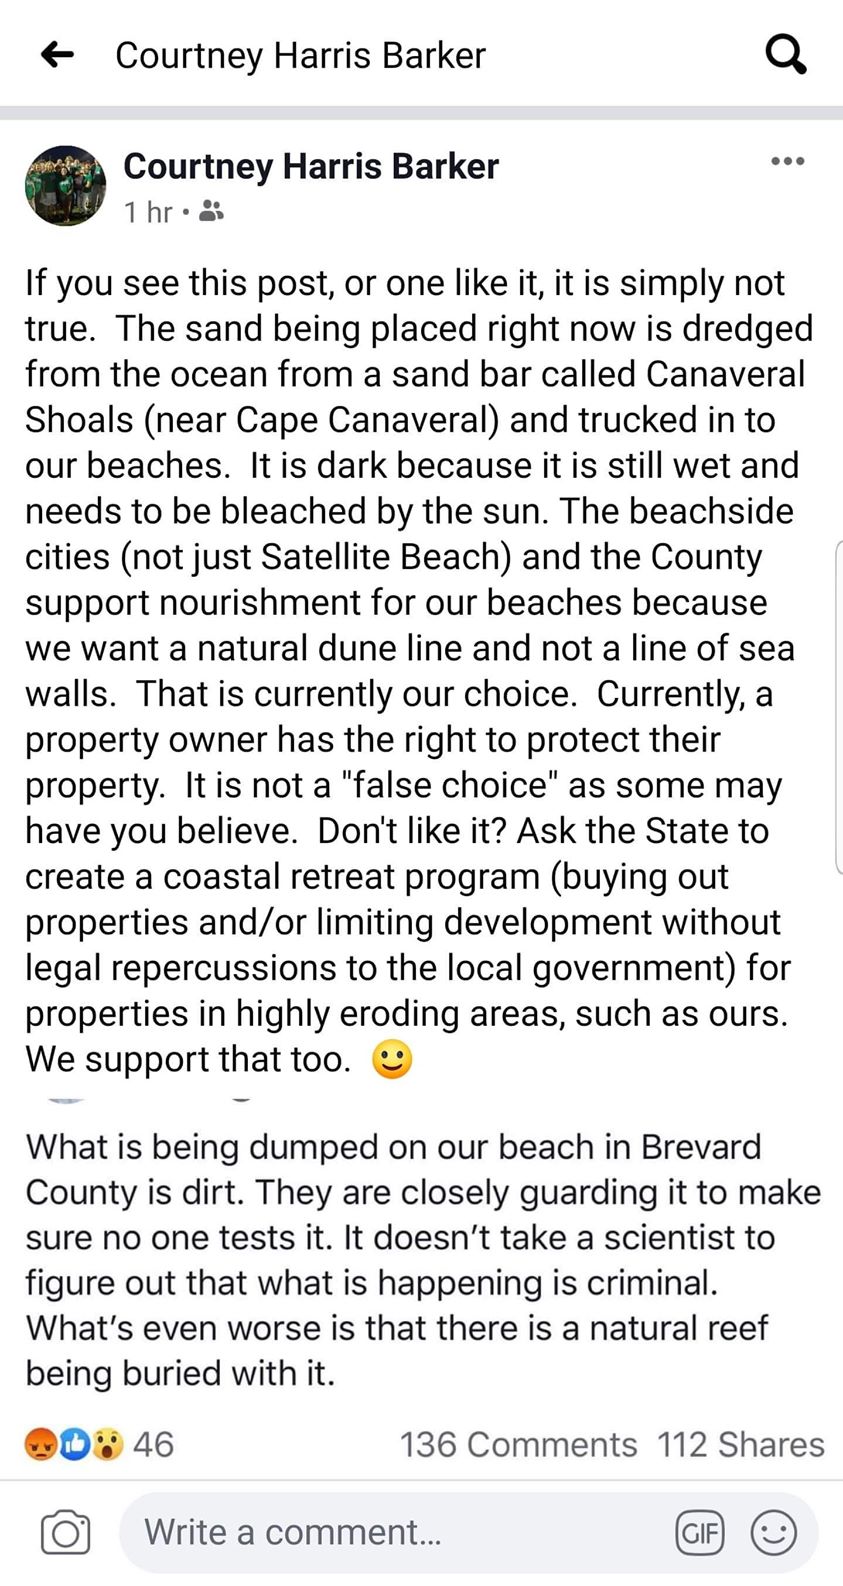 Courtney Harris Barker
Courtney Harris Barker
1 hr •
If you see this post, or one like it, it is simply not
true.  The sand being placed right now is dredged
from the ocean from a sand bar called Canaveral
Shoals (near Cape Canaveral) and trucked in to
our beaches.  It is dark because it is still wet and
needs to be bleached by the sun. The beachside
cities (not just Satellite Beach) and the County
support nourishment for our beaches because
we want a natural dune line and not a line of sea
walls.  That is currently our choice.  Currently, a
property owner has the right to protect their
property.  It is not a "false choice" as some may
have you believe.  Don't like it? Ask the State to
create a coastal retreat program (buying out
properties and/or limiting development without
legal repercussions to the local government) for
properties in highly eroding areas, such as ours.
We support that too. 🙂
What is being dumped on our beach in Brevard
County is dirt. They are closely guarding it to make
sure no one tests it. It doesn’t take a scientist to
figure out that what is happening is criminal.
What’s even worse is that there is a natural reef
being buried with it.
46 136 Comments 112 Shares
Write a comment... GIF